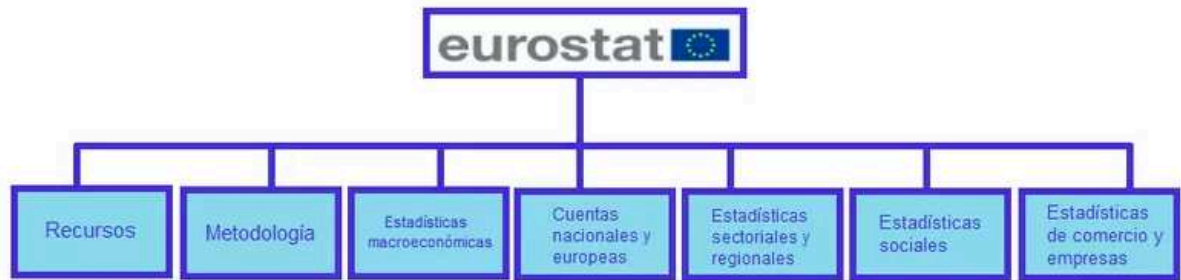 eurostat
Recursos
Metodología
Estadísticas
macroeconómicas
Cuentas
nacionales y
europeas
Estadísticas
sectoriales y
regionales
Estadísticas
sociales
Estadísticas
de comercio y
empresas